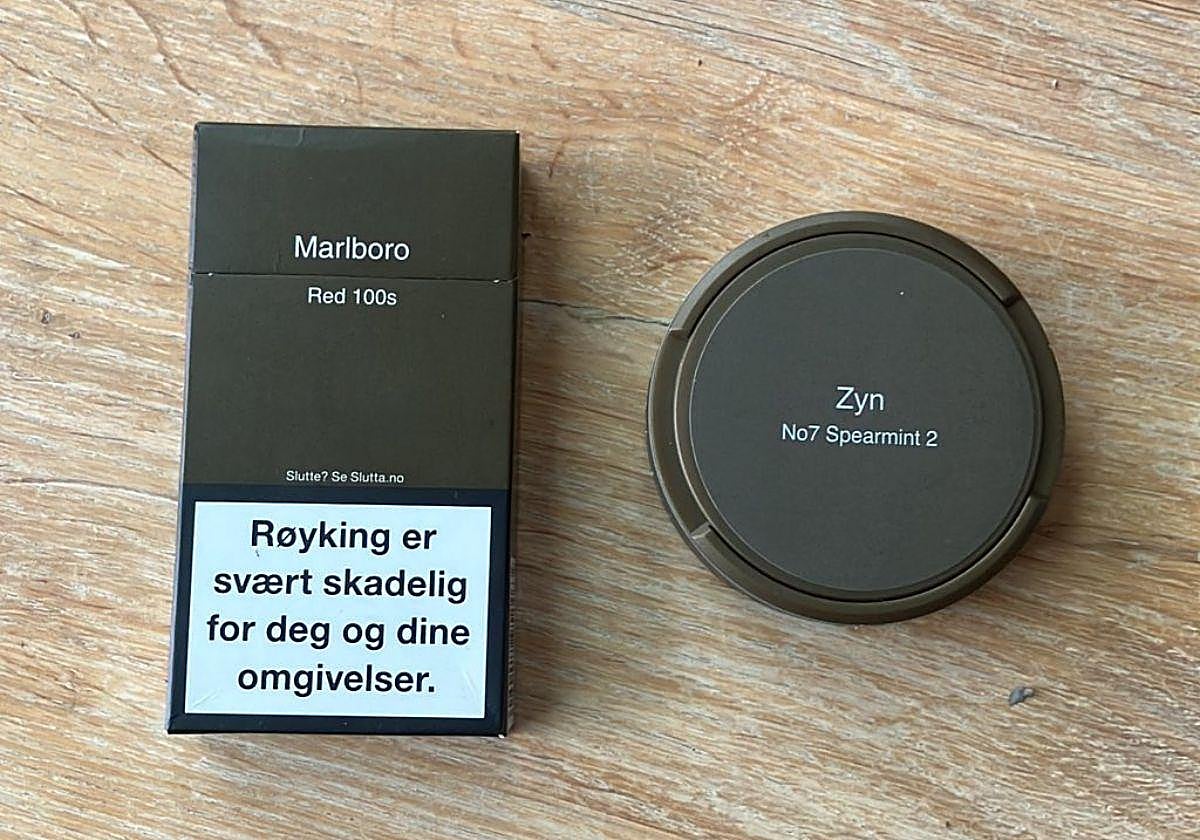 Marlboro
Red 100s
Slutte? Se Slutta.no
Røyking er
svært skadelig
for deg og dine
omgivelser.
Zyn
No7 Spearmint 2